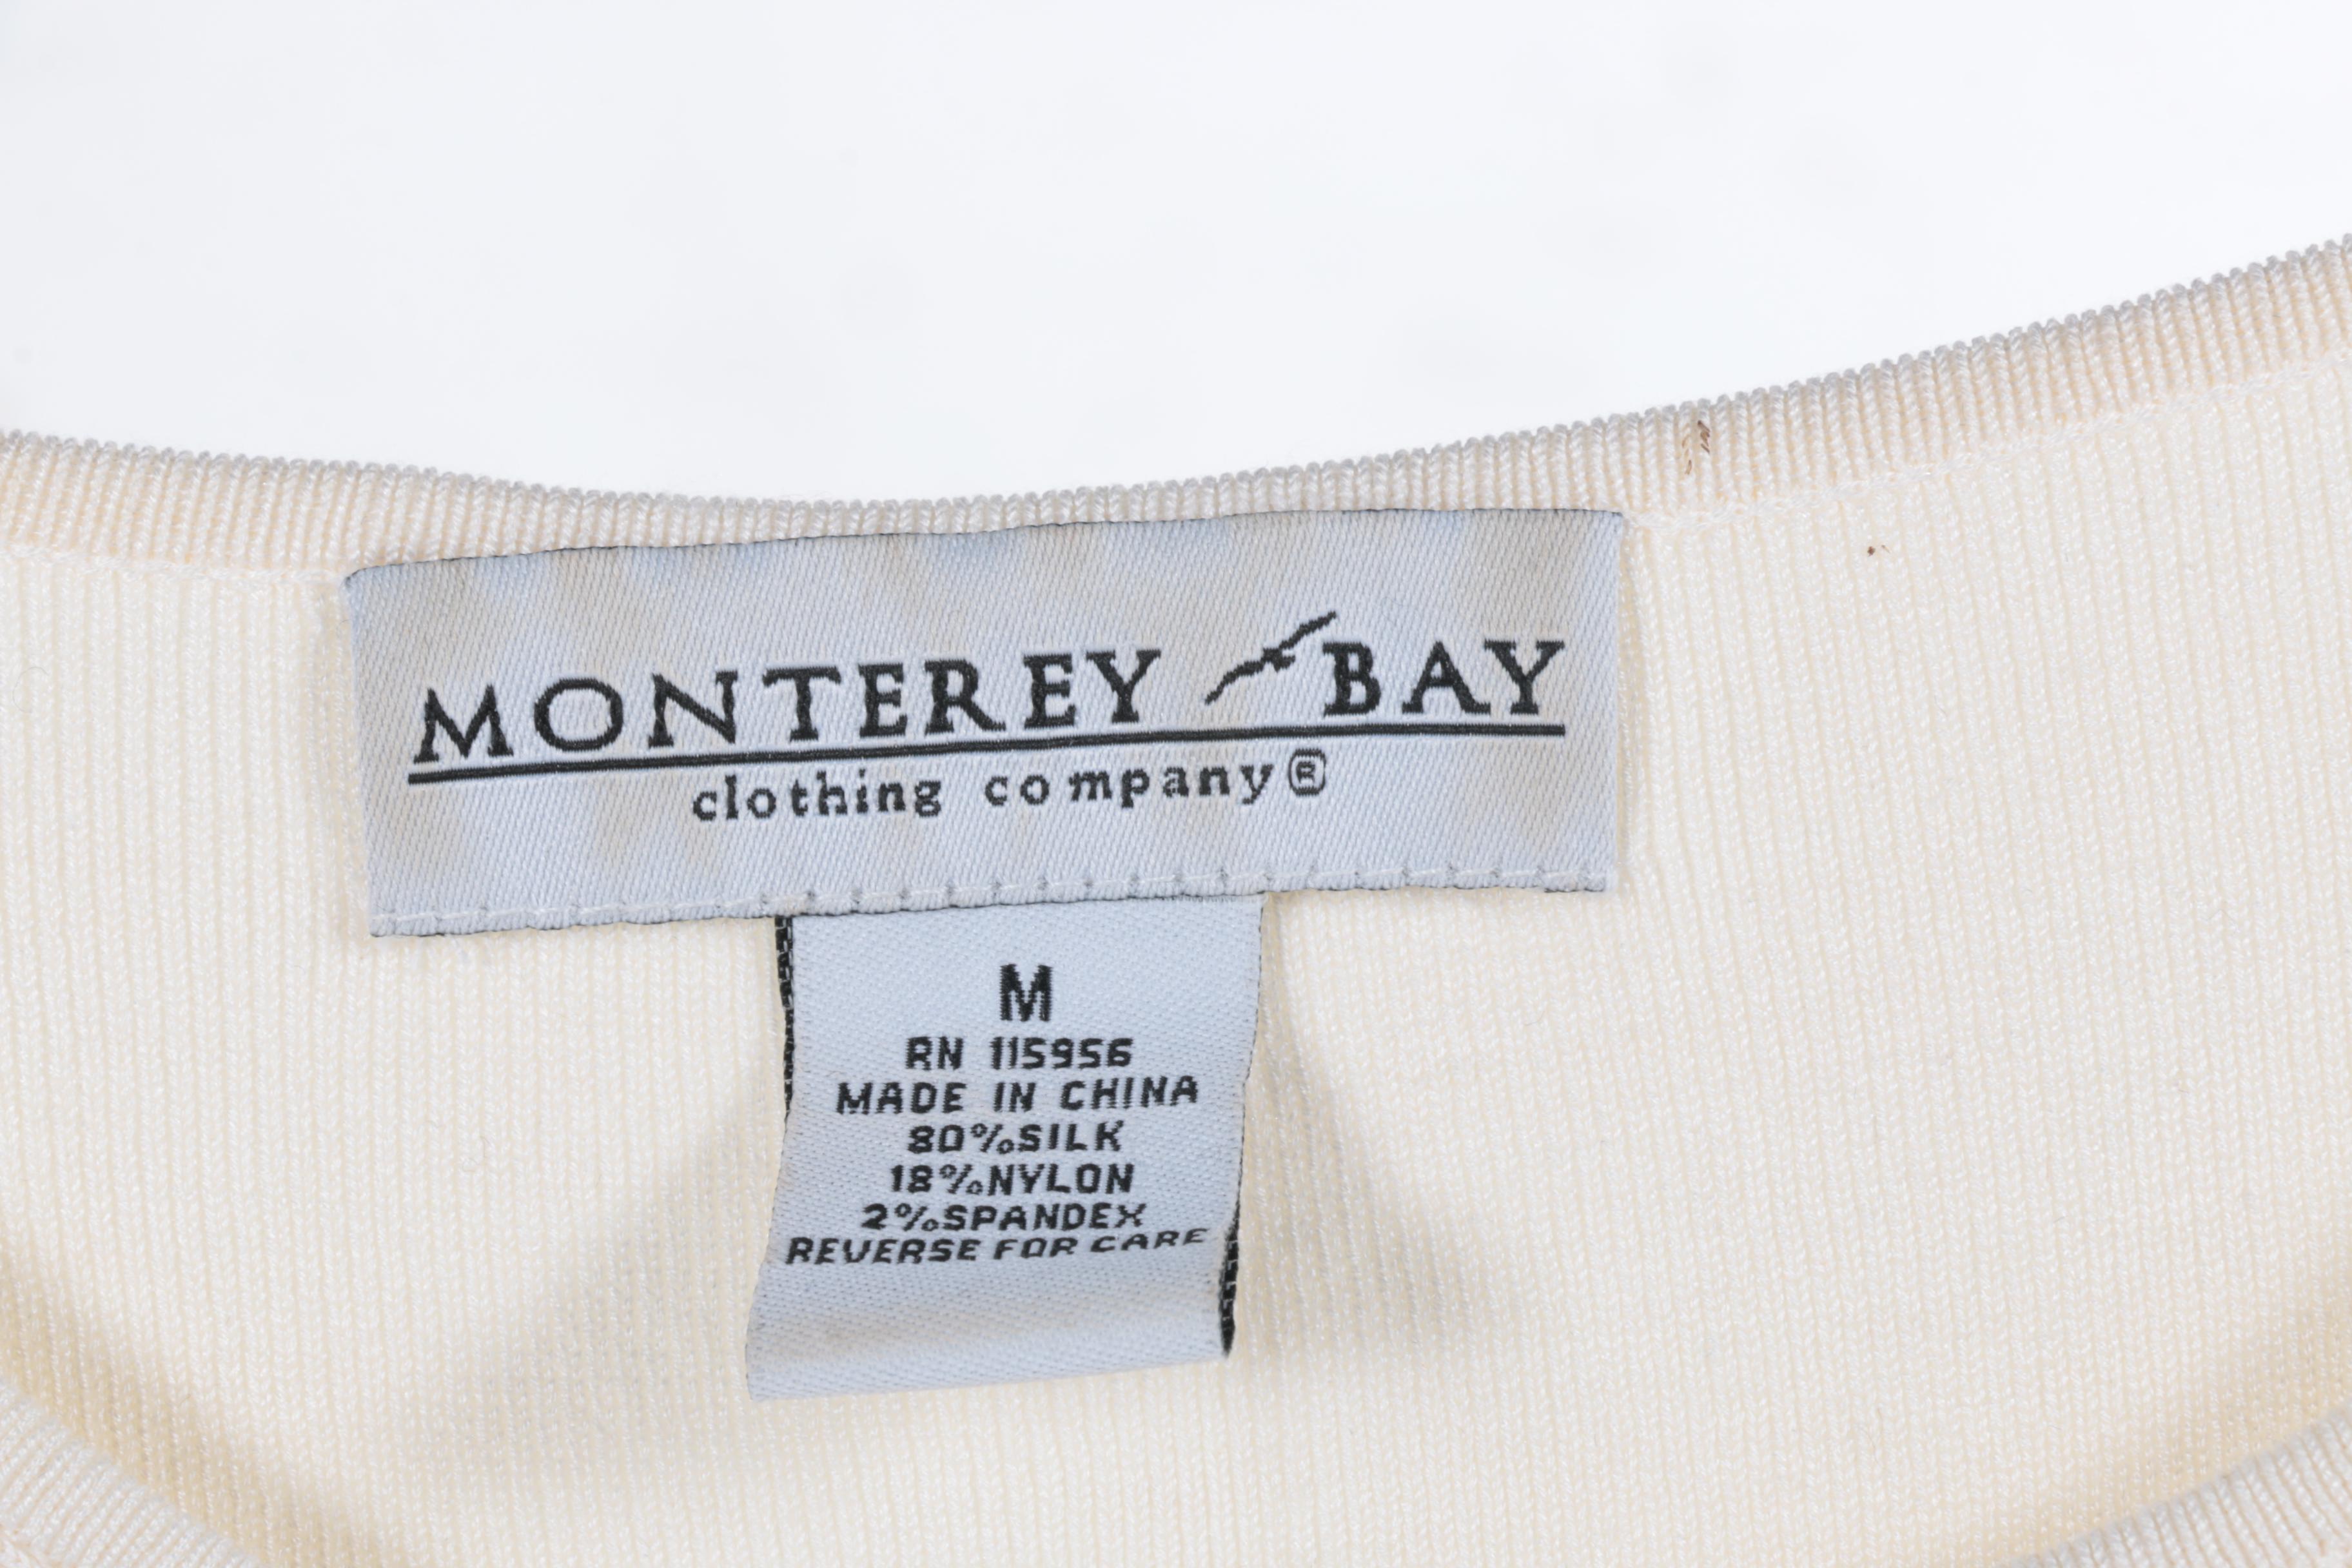 MONTEREY BAY
clothing company®
M
RN 115956
MADE IN CHINA
80%SILK
18%NYLON
2%SPANDEX
REVERSE FOR CARE